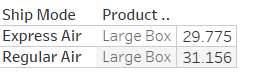 Ship Mode Product ..
Express Air Large Box 29.775
Regular Air Large Box 31.156